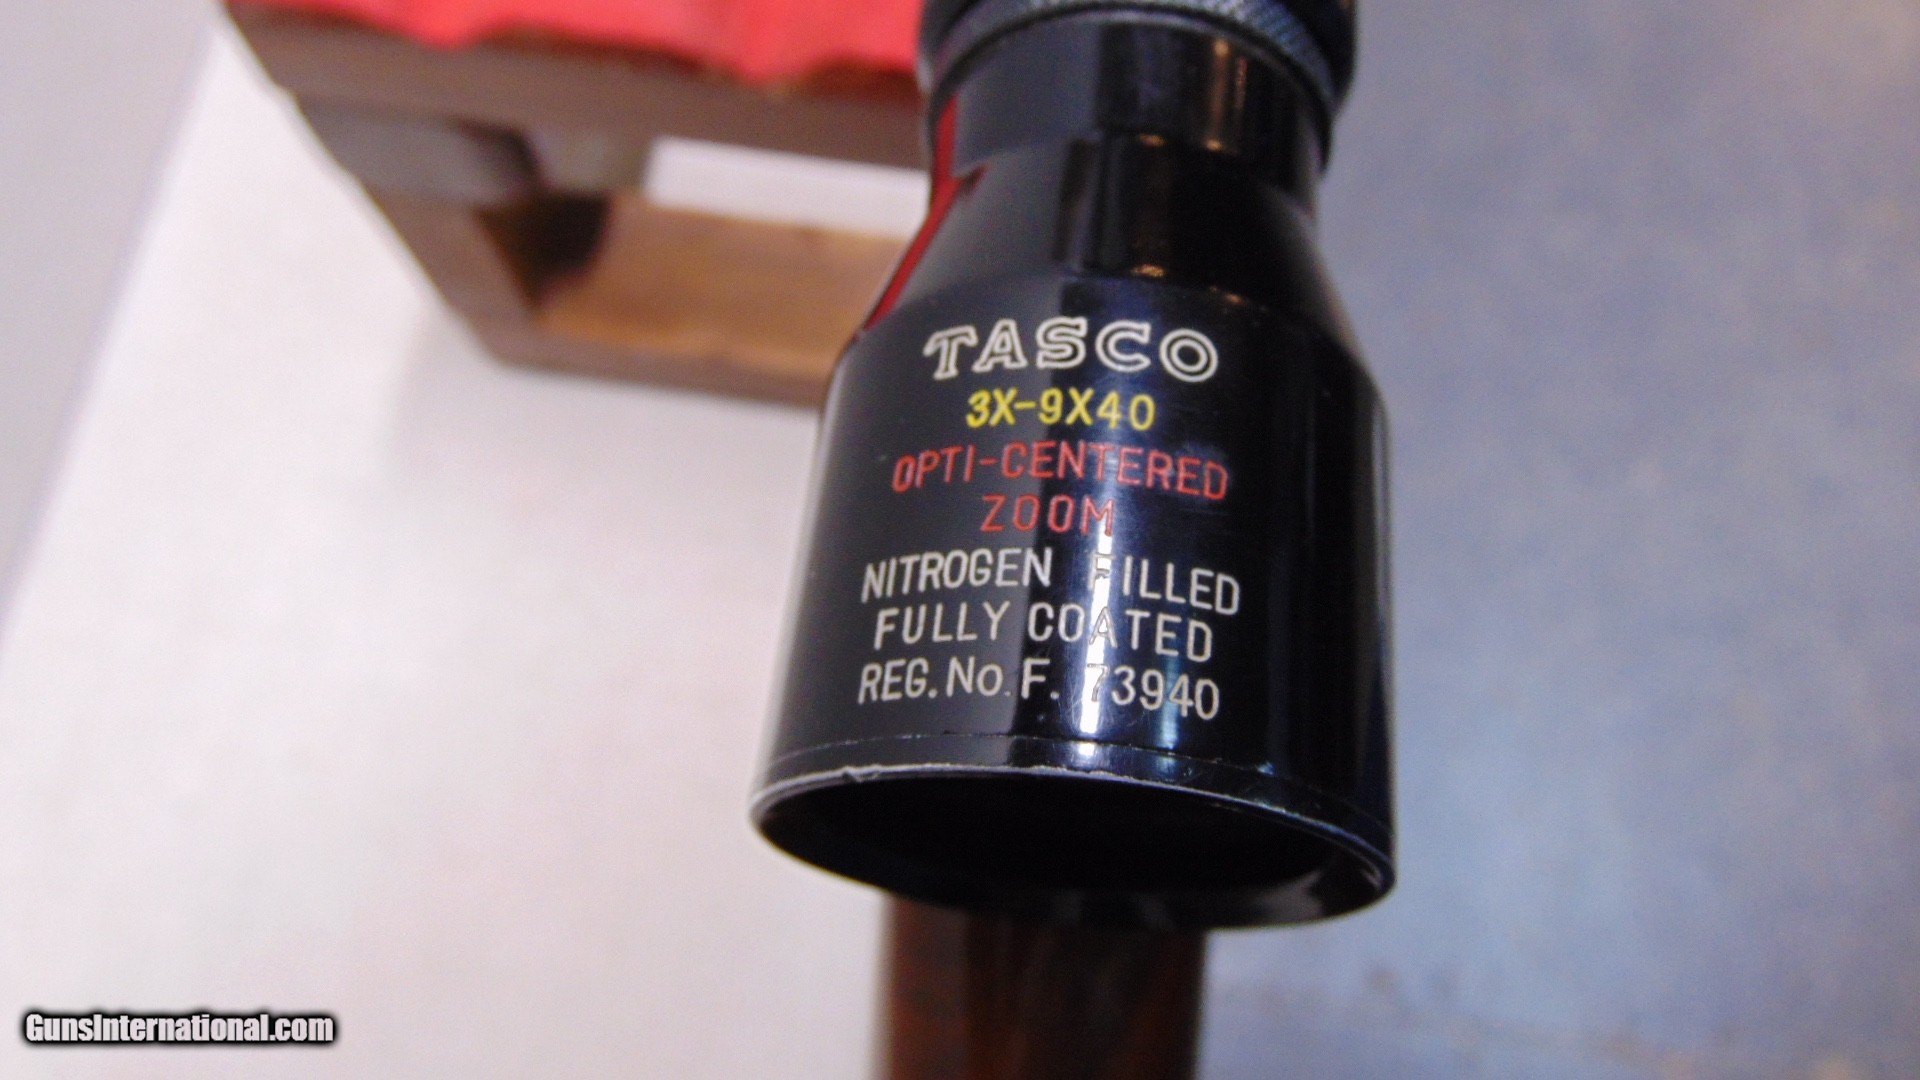 TASCO
3X-9X40
OPTI-CENTERED
ZOOM
NITROGEN FILLED
FULLY COATED
REG. No. F. 73940
GunsInternational.com